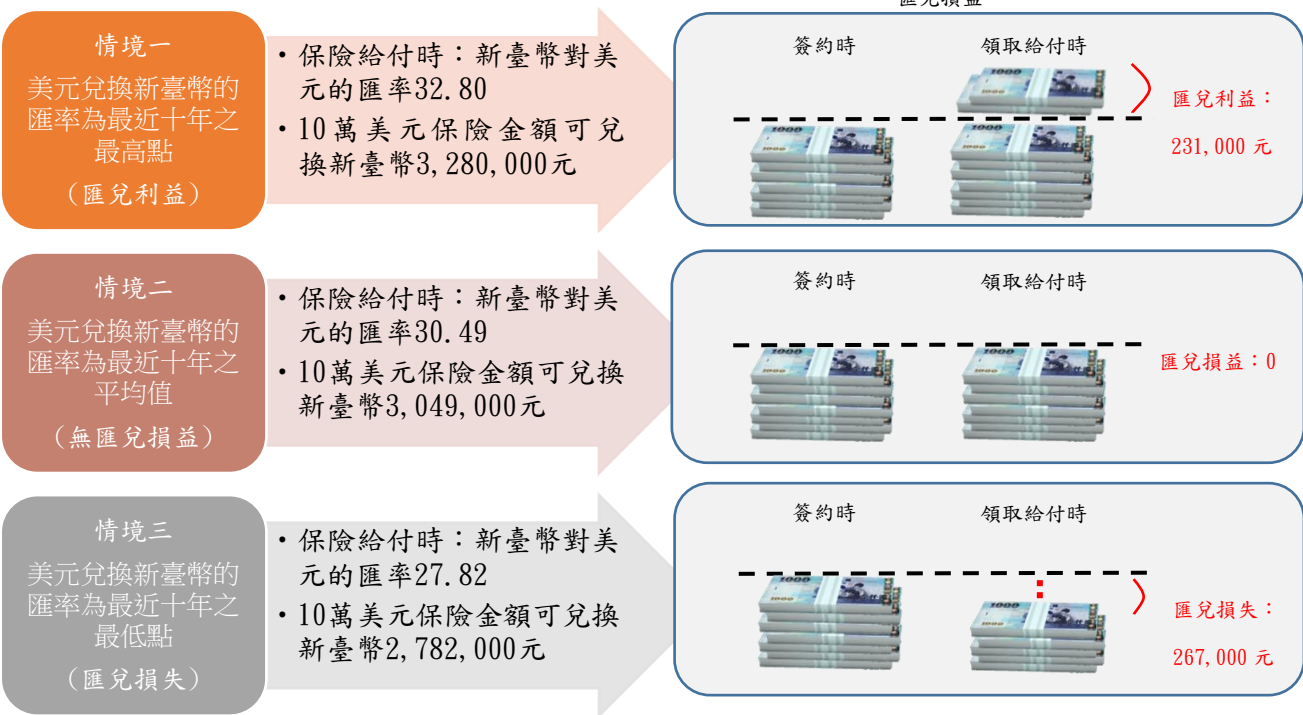 匯兌損益
情境一
美元兌換新臺幣的
匯率為最近十年之
最高點
（匯兌利益）
・保險給付時：新臺幣對美
元的匯率32.80
・10萬美元保險金額可兌
換新臺幣3,280,000元
簽約時
領取給付時
匯兌利益：
231,000 元
情境二
美元兌換新臺幣的
匯率為最近十年之
平均值
（無匯兌損益）
・保險給付時：新臺幣對美
元的匯率30.49
・10萬美元保險金額可兌換
新臺幣3,049,000元
簽約時
領取給付時
匯兌損益：0
情境三
美元兌換新臺幣的
匯率為最近十年之
最低點
（匯兌損失）
・保險給付時：新臺幣對美
元的匯率27.82
・10萬美元保險金額可兌換
新臺幣2,782,000元
簽約時
領取給付時
匯兌損失：
267,000 元